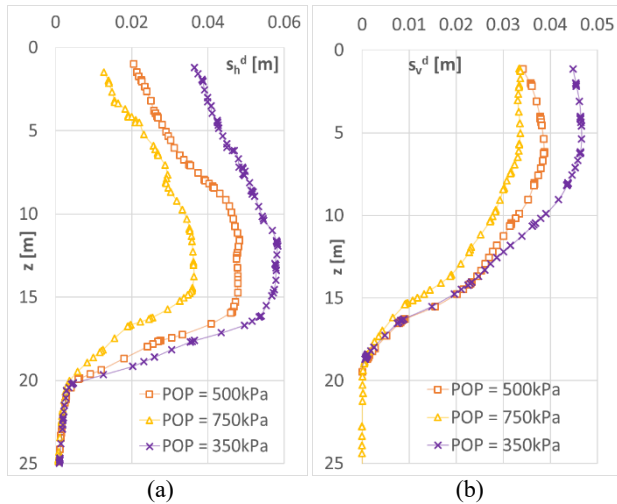 0 0.02 0.04 0.06
0
5
10
15
20
25
z [m]
s_h^d [m]
POP = 500kPa
POP = 750kPa
POP = 350kPa
(a)
0 0.01 0.02 0.03 0.04 0.05
0
5
10
15
20
25
z [m]
s_v^d [m]
POP = 500kPa
POP = 750kPa
POP = 350kPa
(b)